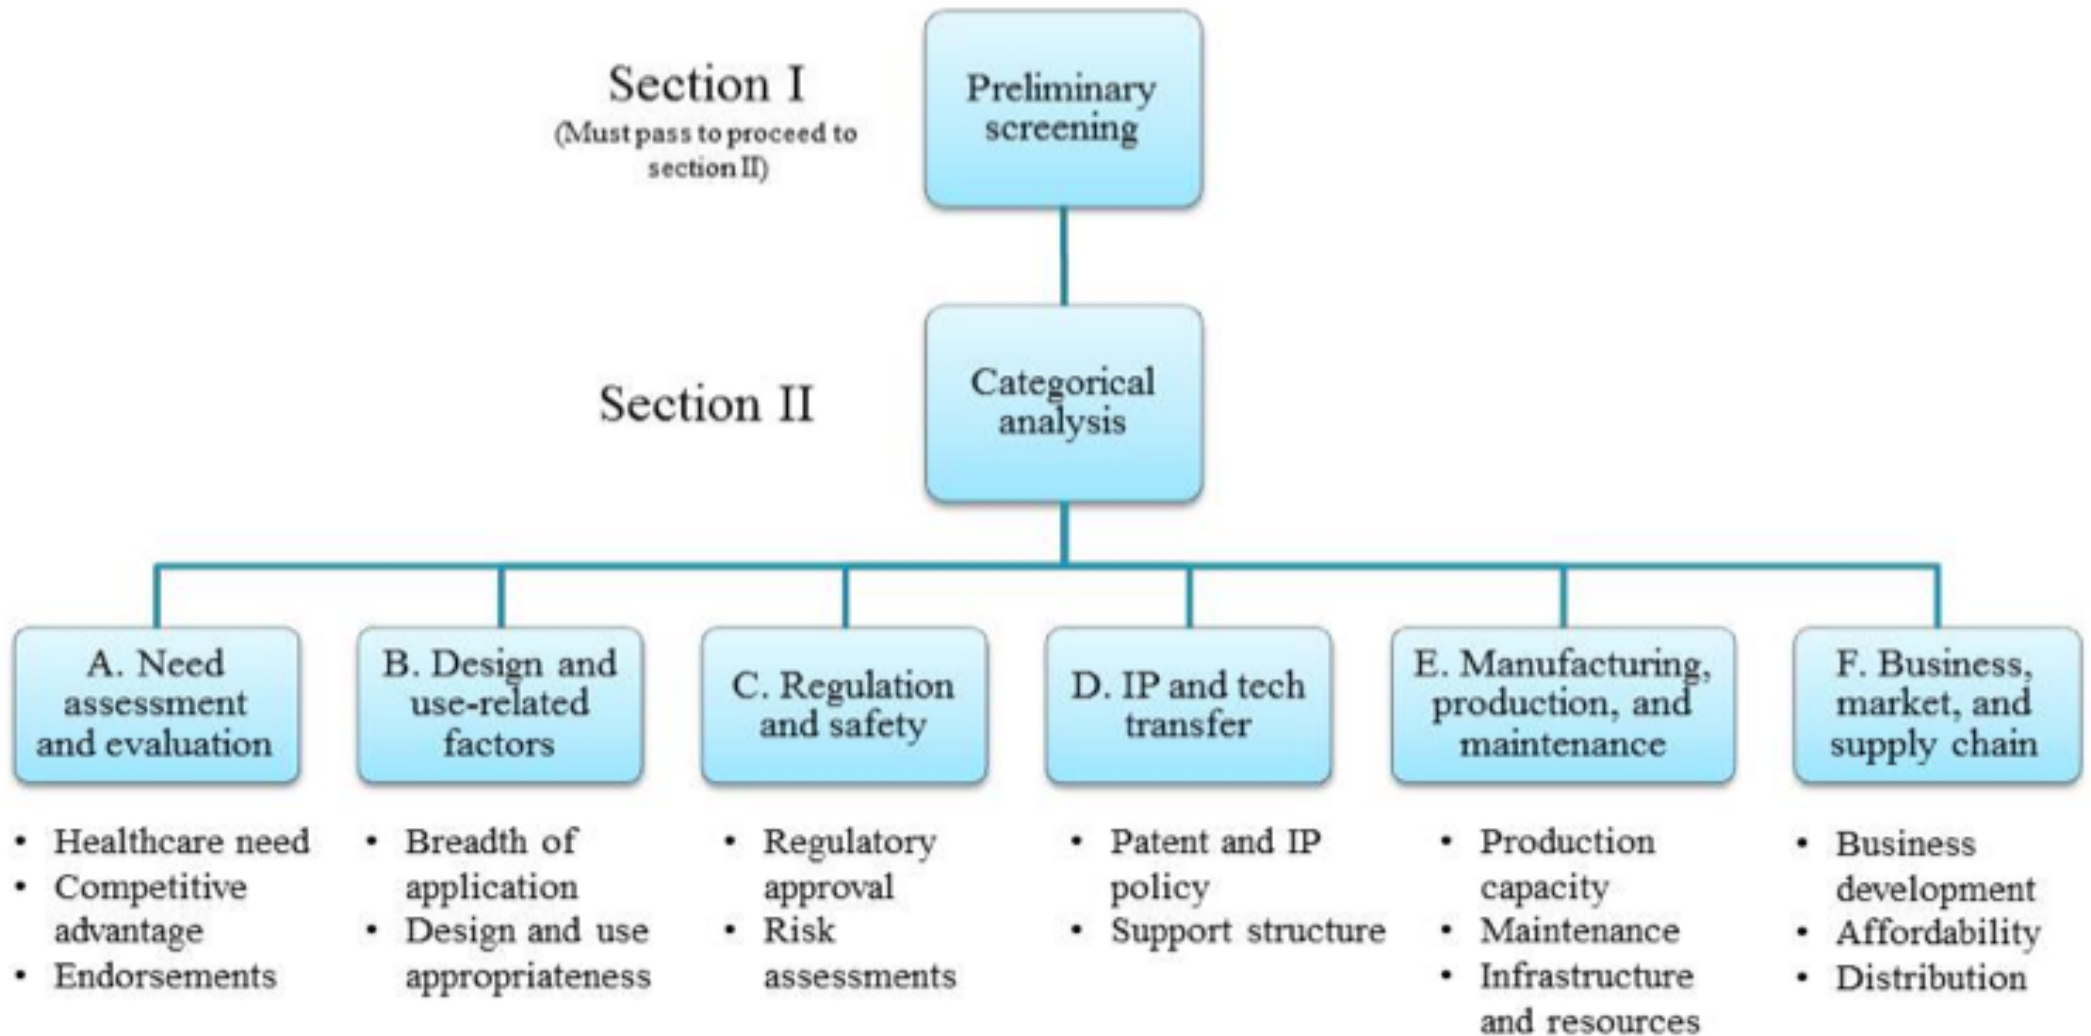 Section I
(Must pass to proceed to
section II)
Preliminary
screening
Section II
Categorical
analysis
A. Need
assessment
and evaluation
• Healthcare need
• Competitive
advantage
• Endorsements
B. Design and
use-related
factors
• Breadth of
application
• Design and use
appropriateness
C. Regulation
and safety
• Regulatory
approval
• Risk
assessments
D. IP and tech
transfer
• Patent and IP
policy
• Support structure
E. Manufacturing,
production, and
maintenance
• Production
capacity
• Maintenance
• Infrastructure
and resources
F. Business,
market, and
supply chain
• Business
development
• Affordability
• Distribution